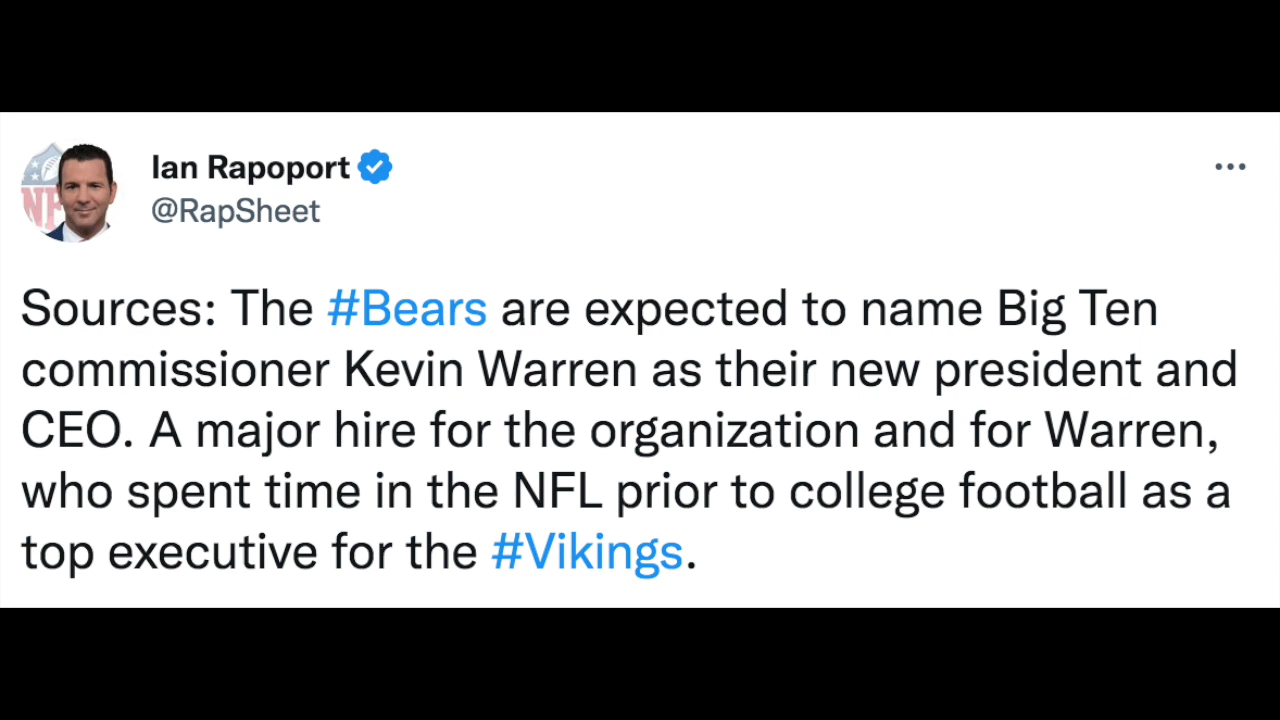 Ian Rapoport
@RapSheet
Sources: The #Bears are expected to name Big Ten
commissioner Kevin Warren as their new president and
CEO. A major hire for the organization and for Warren,
who spent time in the NFL prior to college football as a
top executive for the #Vikings.